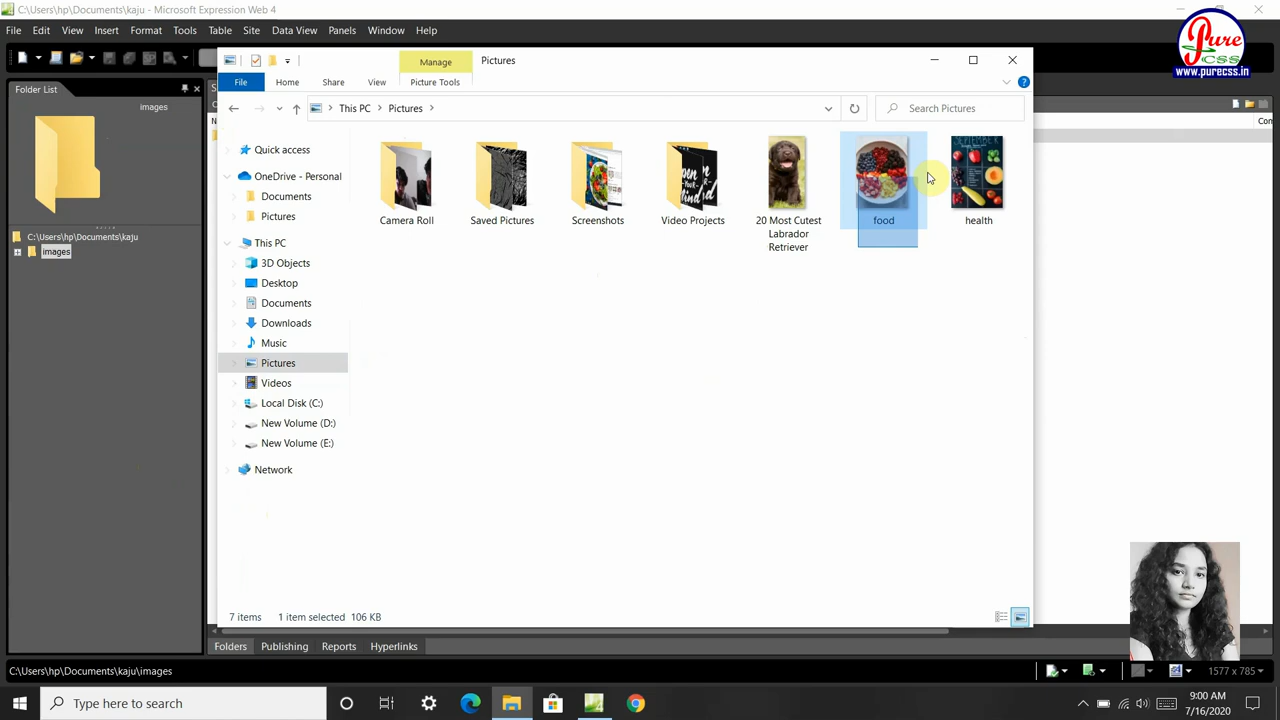 C:\Users\hp\Documents\kaju - Microsoft Expression Web 4
File Edit View Insert Format Tools Table Site Data View Panels Window Help
Pure
css
www.purecss.in
Manage
Pictures
File Home Share View Picture Tools
Folder List
images
This PC Pictures
Search Pictures
Com
Quick access
OneDrive - Personal
Documents
Pictures
This PC
3D Objects
Desktop
Documents
Downloads
Music
Pictures
Videos
Local Disk (C:)
New Volume (D:)
New Volume (E:)
Network
Camera Roll
Saved Pictures
Screenshots
Video Projects
20 Most Cutest
Labrador
Retriever
food
health
SEPTEMBER
C:\Users\hp\Documents\kaju
images
7 items 1 item selected 106 KB
Folders Publishing Reports Hyperlinks
C:\Users\hp\Documents\kaju\images
1577 x 785
Type here to search
9:00 AM
7/16/2020